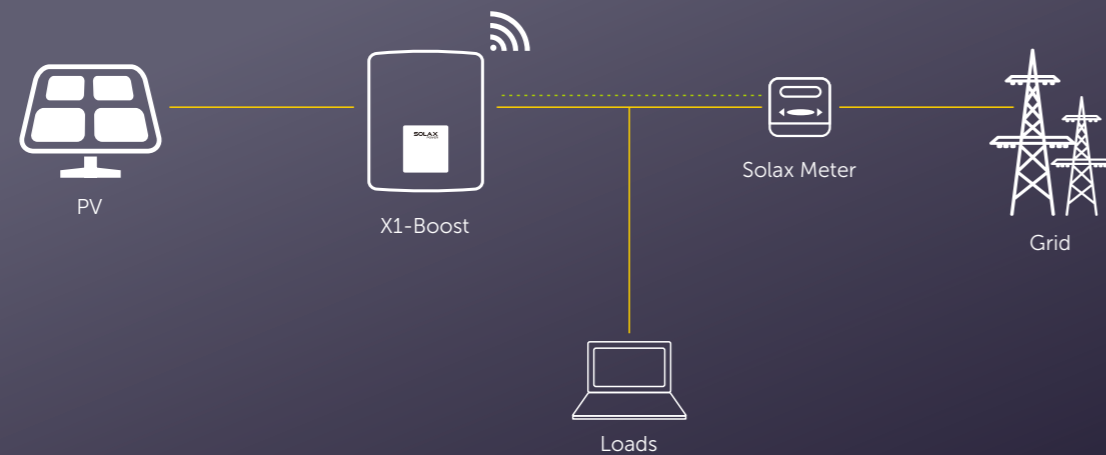 SOLAX
Solax Meter
PV
X1-Boost
Grid
Loads